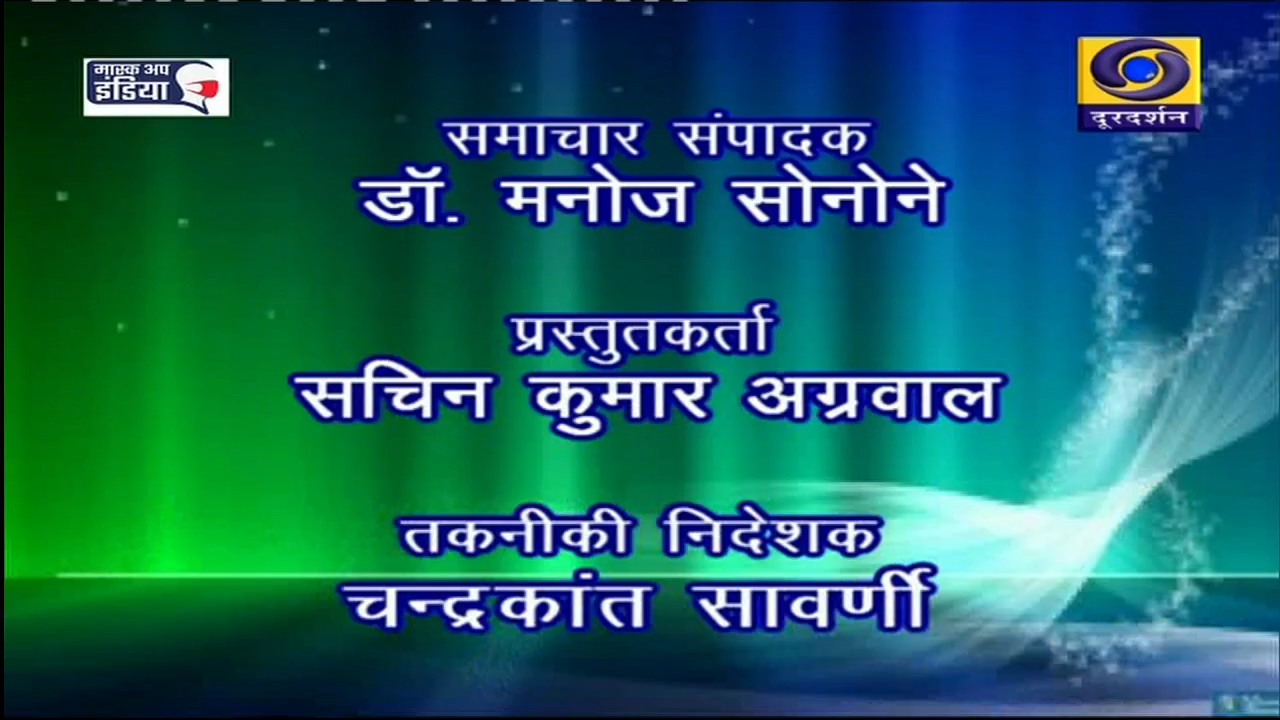 मास्क अप
इंडिया
दूरदर्शन
समाचार संपादक
डॉ. मनोज सोनोने
प्रस्तुतकर्ता
सचिन कुमार अग्रवाल
तकनीकी निदेशक
चन्द्रकांत सावर्णी